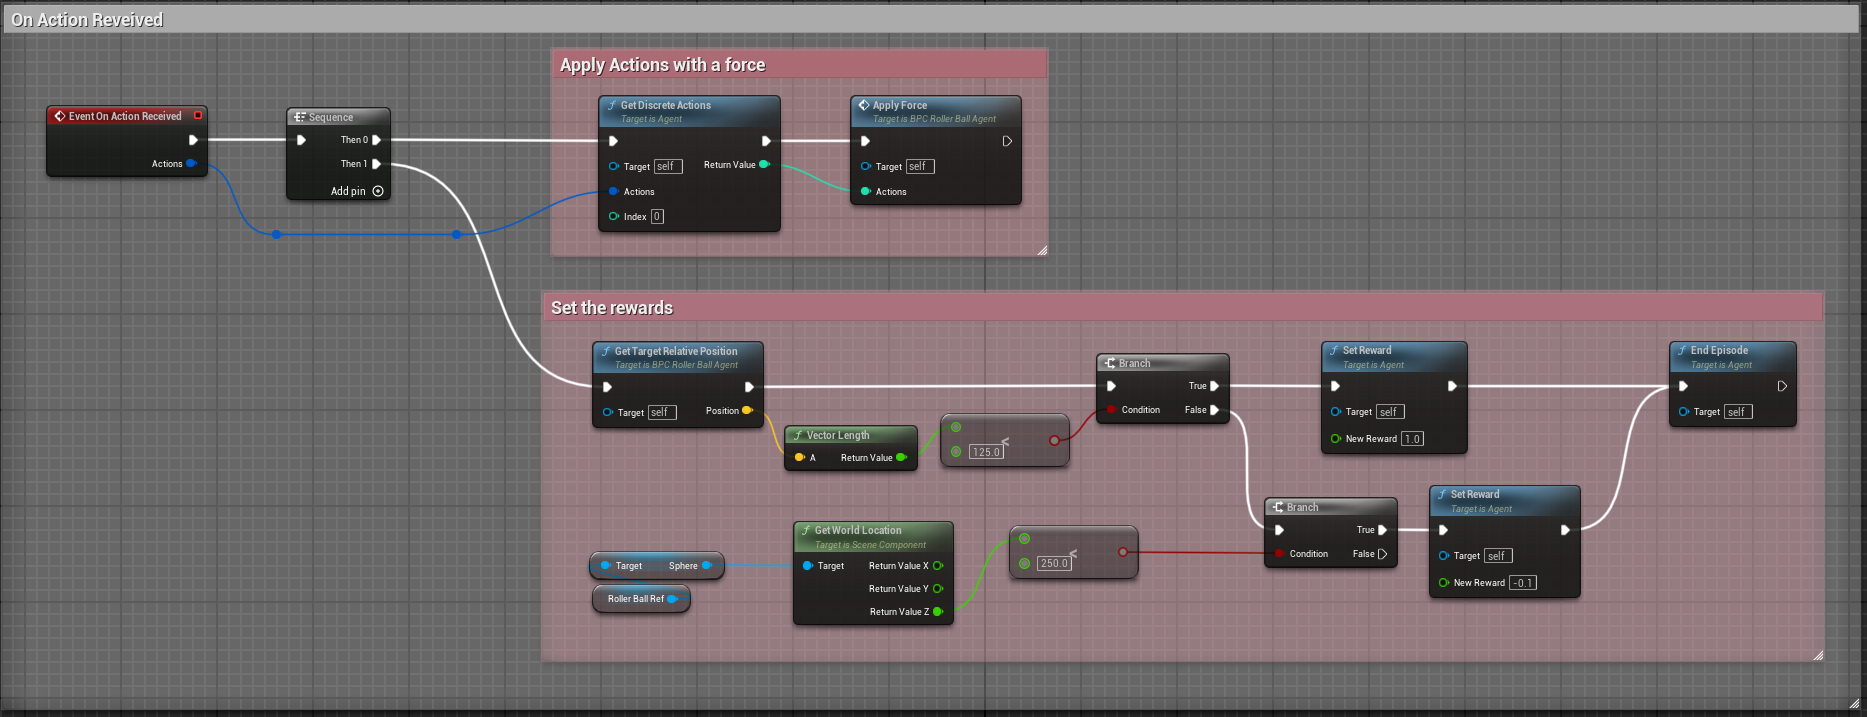 On Action Reveived
Apply Actions with a force
Event On Action Received
Actions
Sequence
Then 0
Then 1
Add pin
Get Discrete Actions
Target is Agent
Target self
Return Value
Actions
Index 0
Apply Force
Target is BPC Roller Ball Agent
Target self
Actions
Set the rewards
Get Target Relative Position
Target is BPC Roller Ball Agent
Target self
Position
Vector Length
A
Return Value
<
125.0
Branch
True
Condition
False
Set Reward
Target is Agent
Target self
New Reward 1.0
End Episode
Target is Agent
Target self
Target
Sphere
Roller Ball Ref
Get World Location
Target is Scene Component
Target
Return Value X
Return Value Y
Return Value Z
<
250.0
Branch
True
Condition
False
Set Reward
Target is Agent
Target self
New Reward -0.1